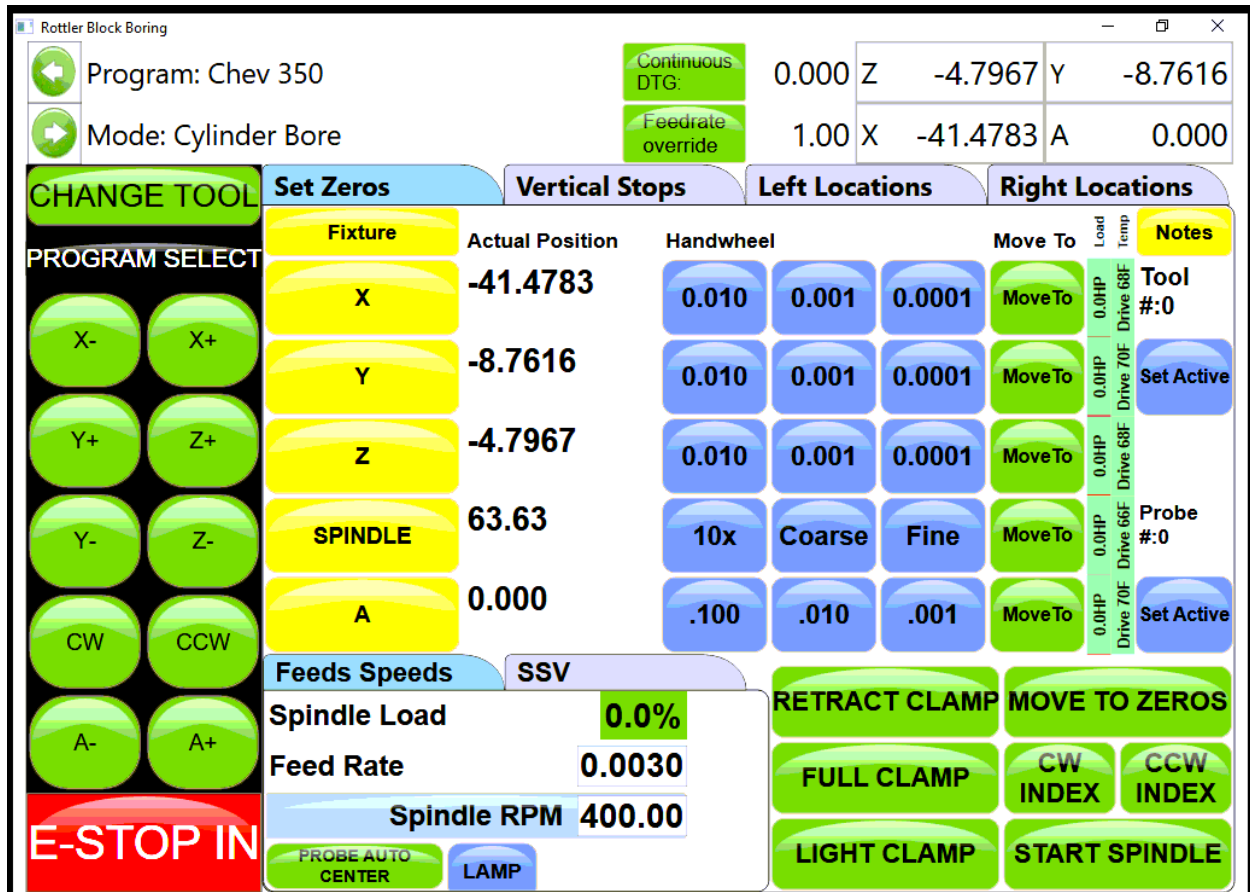 Rottler Block Boring
Program: Chev 350
Continuous DTG: 0.000 Z -4.7967 Y -8.7616
Mode: Cylinder Bore
Feedrate override 1.00 X -41.4783 A 0.000
CHANGE TOOL
PROGRAM SELECT
X- X+
Y+ Z+
Y- Z-
CW CCW
A- A+
E-STOP IN
Set Zeros Vertical Stops Left Locations Right Locations
Fixture Actual Position Handwheel Move To Load Temp Notes
X -41.4783 0.010 0.001 0.0001 MoveTo 0.0HP Drive 68F Tool #:0
Y -8.7616 0.010 0.001 0.0001 MoveTo 0.0HP Drive 70F Set Active
Z -4.7967 0.010 0.001 0.0001 MoveTo 0.0HP Drive 68F
SPINDLE 63.63 10x Coarse Fine MoveTo 0.0HP Drive 66F Probe #:0
A 0.000 .100 .010 .001 MoveTo 0.0HP Drive 70F Set Active
Feeds Speeds SSV
Spindle Load 0.0%
Feed Rate 0.0030
Spindle RPM 400.00
PROBE AUTO CENTER LAMP
RETRACT CLAMP MOVE TO ZEROS
FULL CLAMP CW INDEX CCW INDEX
LIGHT CLAMP START SPINDLE